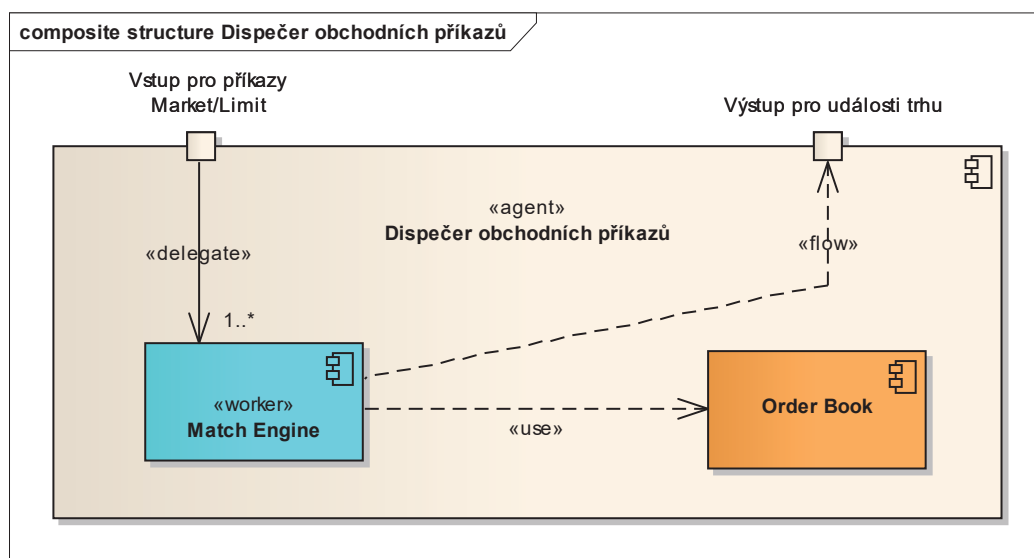 composite structure Dispečer obchodních příkazů
Vstup pro příkazy
Market/Limit
Výstup pro události trhu
«agent»
Dispečer obchodních příkazů
«delegate»
«flow»
1..*
«worker»
Match Engine
«use»
Order Book